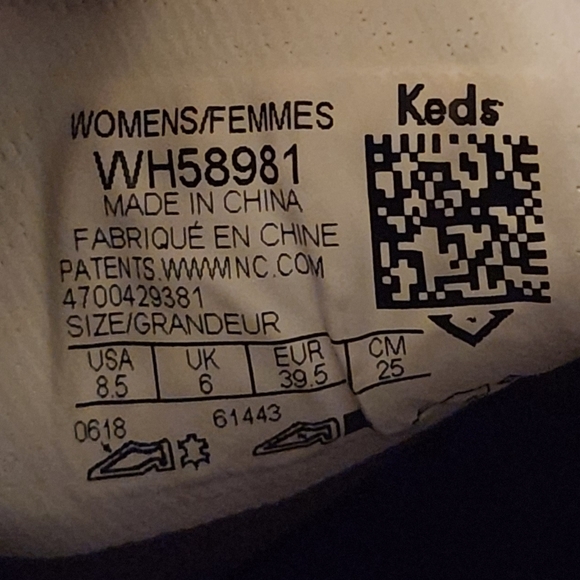 Keds
WOMENS/FEMMES
WH58981
MADE IN CHINA
FABRIQUÉ EN CHINE
PATENTS.WWWMNC.COM
4700429381
SIZE/GRANDEUR
USA UK EUR CM
8.5 6 39.5 25
0618 61443